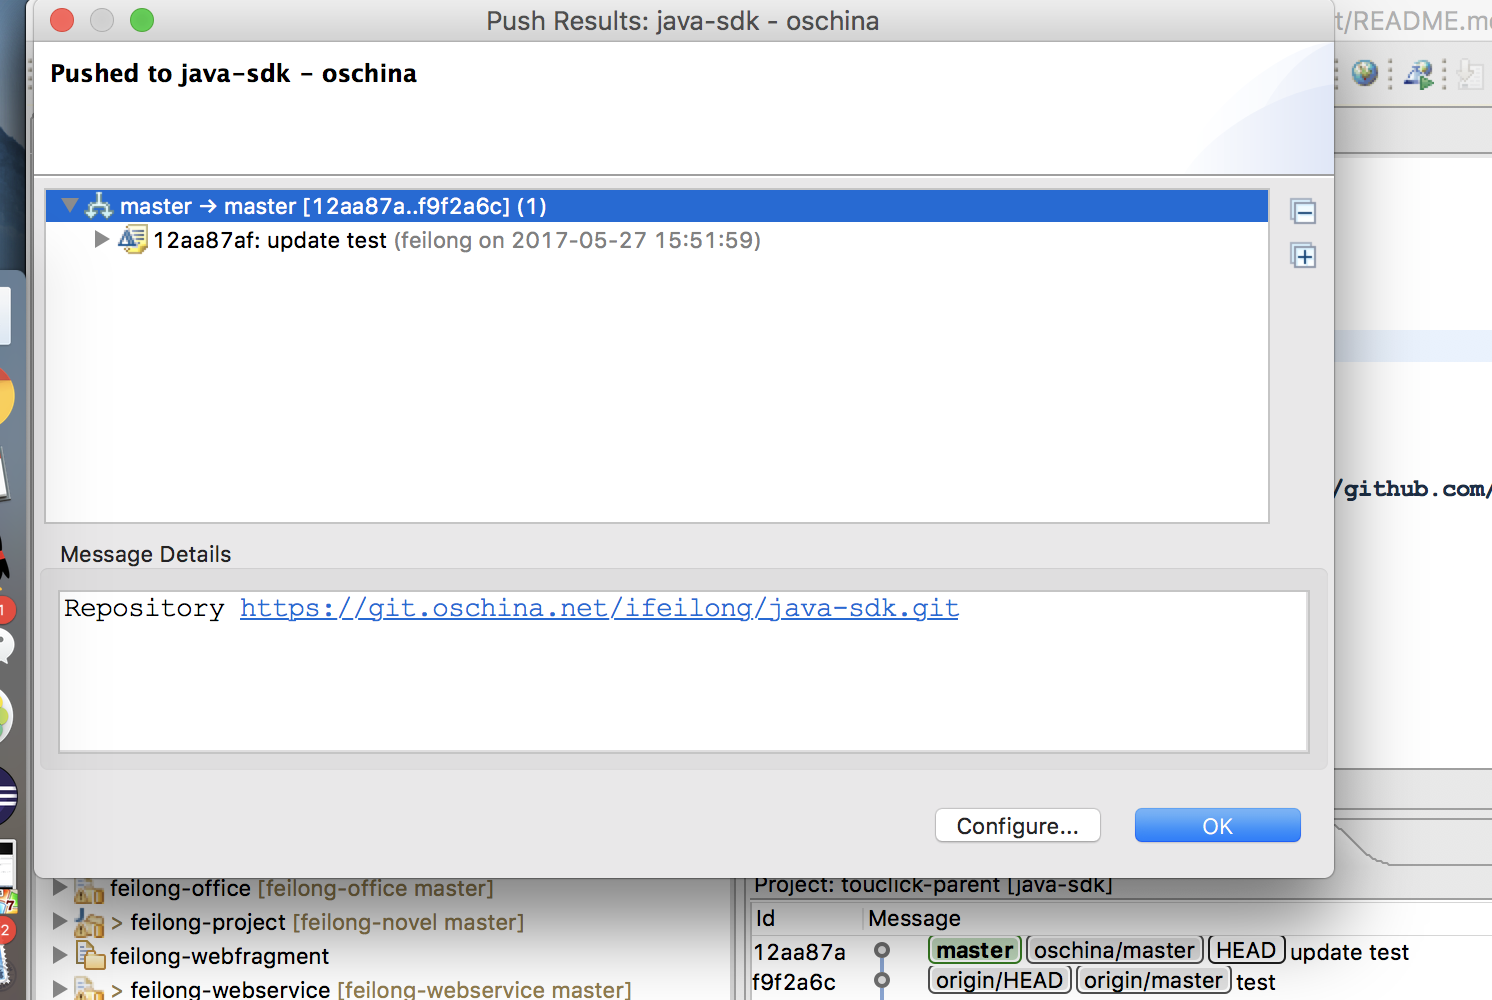 Push Results: java-sdk - oschina
t/README.m
Pushed to java-sdk - oschina
master → master [12aa87a..f9f2a6c] (1)
12aa87af: update test (feilong on 2017-05-27 15:51:59)
/github.com/
Message Details
Repository https://git.oschina.net/ifeilong/java-sdk.git
Configure...
OK
feilong-office [feilong-office master]
> feilong-project [feilong-novel master]
feilong-webfragment
> feilong-webservice [feilong-webservice master]
Project: touclick-parent [java-sdk]
Id Message
12aa87a master oschina/master HEAD update test
f9f2a6c origin/HEAD origin/master test
1
7
2